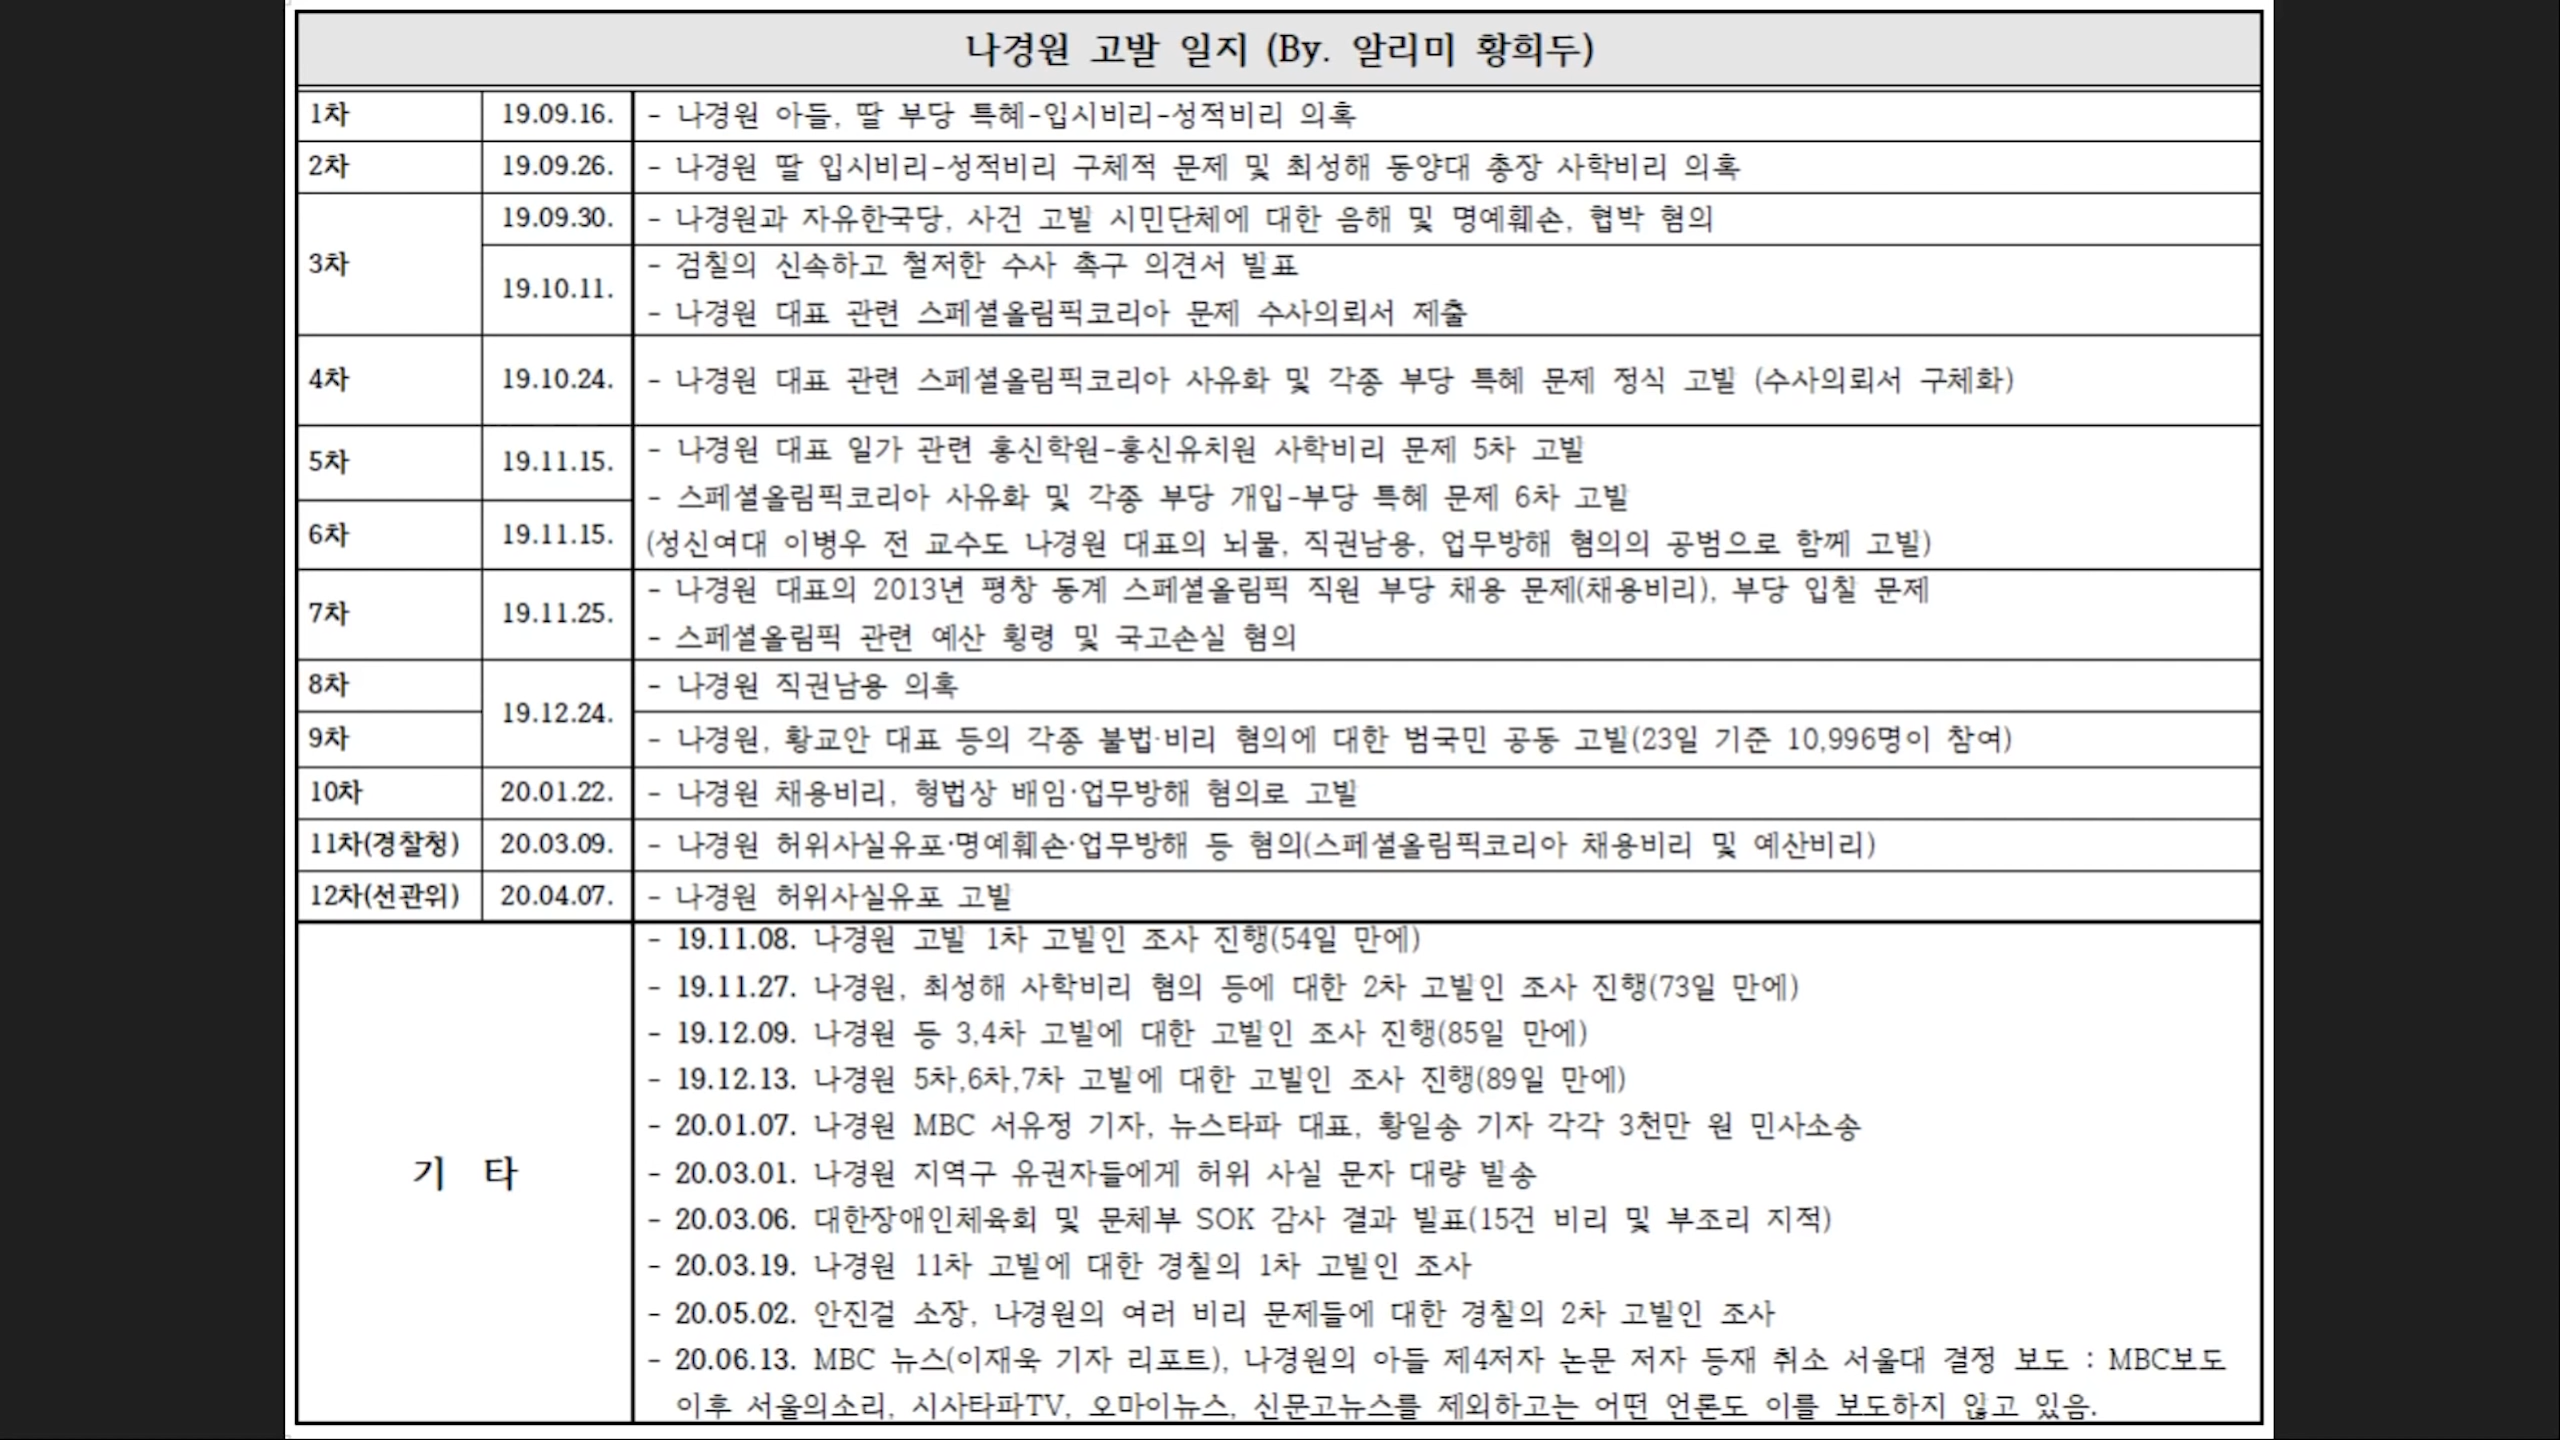 나경원 고발 일지 (By. 알리미 황희두)
1차 19.09.16. - 나경원 아들, 딸 부당 특혜-입시비리-성적비리 의혹
2차 19.09.26. - 나경원 딸 입시비리-성적비리 구체적 문제 및 최성해 동양대 총장 사학비리 의혹
3차 19.09.30. - 나경원과 자유한국당, 사건 고발 시민단체에 대한 음해 및 명예훼손, 협박 혐의
19.10.11. - 검찰의 신속하고 철저한 수사 촉구 의견서 발표
- 나경원 대표 관련 스페셜올림픽코리아 문제 수사의뢰서 제출
4차 19.10.24. - 나경원 대표 관련 스페셜올림픽코리아 사유화 및 각종 부당 특혜 문제 정식 고발 (수사의뢰서 구체화)
5차 19.11.15. - 나경원 대표 일가 관련 홍신학원-홍신유치원 사학비리 문제 5차 고발
- 스페셜올림픽코리아 사유화 및 각종 부당 개입-부당 특혜 문제 6차 고발
6차 19.11.15. (성신여대 이병우 전 교수도 나경원 대표의 뇌물, 직권남용, 업무방해 혐의의 공범으로 함께 고발)
7차 19.11.25. - 나경원 대표의 2013년 평창 동계 스페셜올림픽 직원 부당 채용 문제(채용비리), 부당 입찰 문제
- 스페셜올림픽 관련 예산 횡령 및 국고손실 혐의
8차 19.12.24. - 나경원 직권남용 의혹
9차 - 나경원, 황교안 대표 등의 각종 불법·비리 혐의에 대한 범국민 공동 고발(23일 기준 10,996명이 참여)
10차 20.01.22. - 나경원 채용비리, 형법상 배임·업무방해 혐의로 고발
11차(경찰청) 20.03.09. - 나경원 허위사실유포·명예훼손·업무방해 등 혐의(스페셜올림픽코리아 채용비리 및 예산비리)
12차(선관위) 20.04.07. - 나경원 허위사실유포 고발
기 타
- 19.11.08. 나경원 고발 1차 고발인 조사 진행(54일 만에)
- 19.11.27. 나경원, 최성해 사학비리 혐의 등에 대한 2차 고발인 조사 진행(73일 만에)
- 19.12.09. 나경원 등 3,4차 고발에 대한 고발인 조사 진행(85일 만에)
- 19.12.13. 나경원 5차,6차,7차 고발에 대한 고발인 조사 진행(89일 만에)
- 20.01.07. 나경원 MBC 서유정 기자, 뉴스타파 대표, 황일송 기자 각각 3천만 원 민사소송
- 20.03.01. 나경원 지역구 유권자들에게 허위 사실 문자 대량 발송
- 20.03.06. 대한장애인체육회 및 문체부 SOK 감사 결과 발표(15건 비리 및 부조리 지적)
- 20.03.19. 나경원 11차 고발에 대한 경찰의 1차 고발인 조사
- 20.05.02. 안진걸 소장, 나경원의 여러 비리 문제들에 대한 경찰의 2차 고발인 조사
- 20.06.13. MBC 뉴스(이재욱 기자 리포트), 나경원의 아들 제4저자 논문 저자 등재 취소 서울대 결정 보도 : MBC보도
이후 서울의소리, 시사타파TV, 오마이뉴스, 신문고뉴스를 제외하고는 어떤 언론도 이를 보도하지 않고 있음.